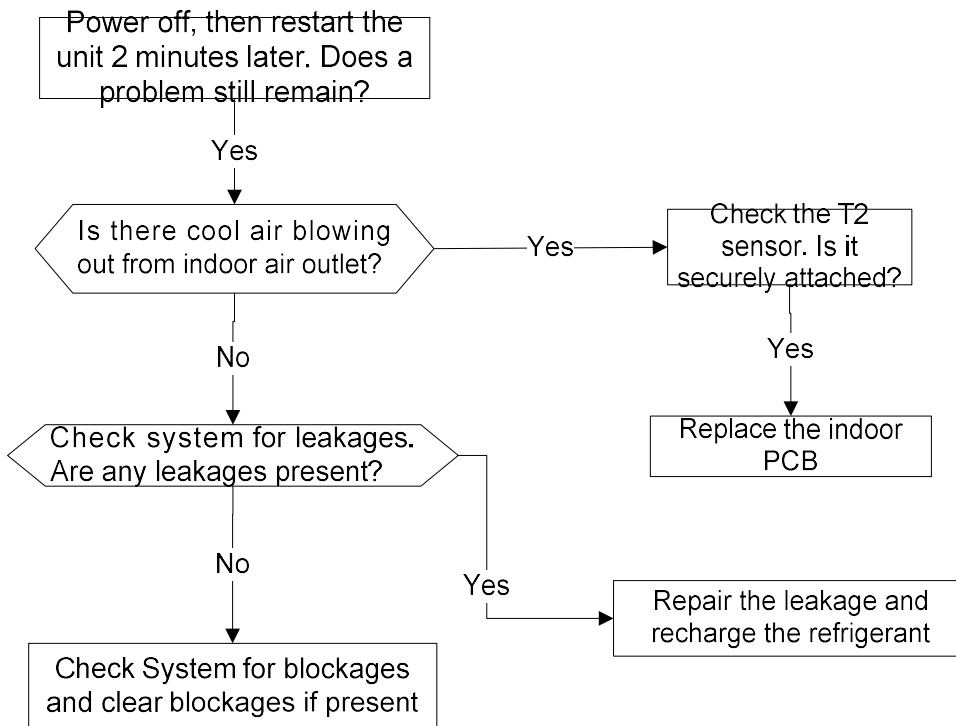 Power off, then restart the
unit 2 minutes later. Does a
problem still remain?
Yes
Is there cool air blowing
out from indoor air outlet?
Yes
Check the T2
sensor. Is it
securely attached?
Yes
Replace the indoor
PCB
No
Check system for leakages.
Are any leakages present?
Yes
Repair the leakage and
recharge the refrigerant
No
Check System for blockages
and clear blockages if present